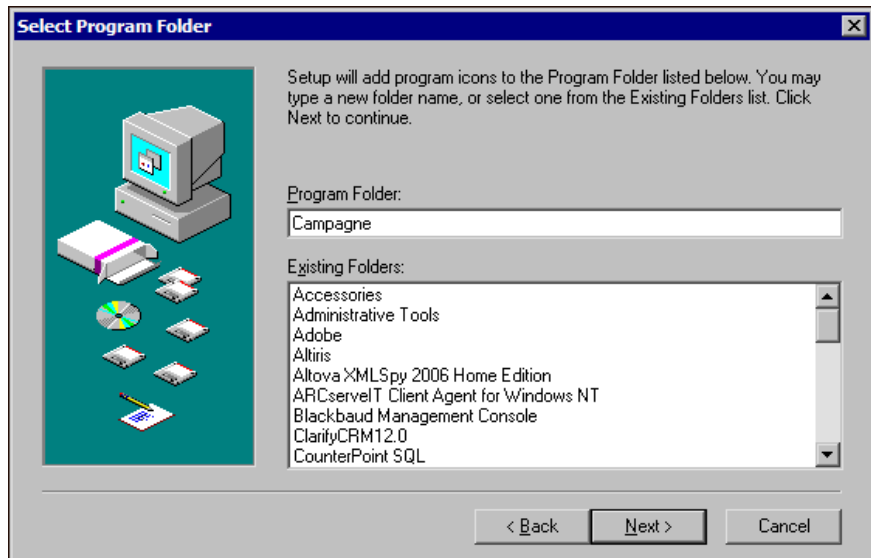 Select Program Folder
Setup will add program icons to the Program Folder listed below. You may
type a new folder name, or select one from the Existing Folders list. Click
Next to continue.
Program Folder:
Campagne
Existing Folders:
Accessories
Administrative Tools
Adobe
Altiris
Altova XMLSpy 2006 Home Edition
ARCserveIT Client Agent for Windows NT
Blackbaud Management Console
ClarifyCRM12.0
CounterPoint SQL
< Back
Next >
Cancel